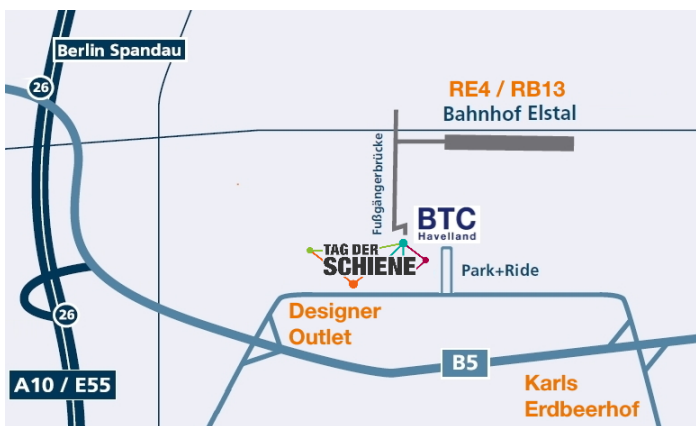 Berlin Spandau
26
RE4 / RB13
Bahnhof Elstal
Fußgängerbrücke
BTC
Havelland
TAG DER
SCHIENE
Park+Ride
Designer
Outlet
26
B5
A10 / E55
Karls
Erdbeerhof